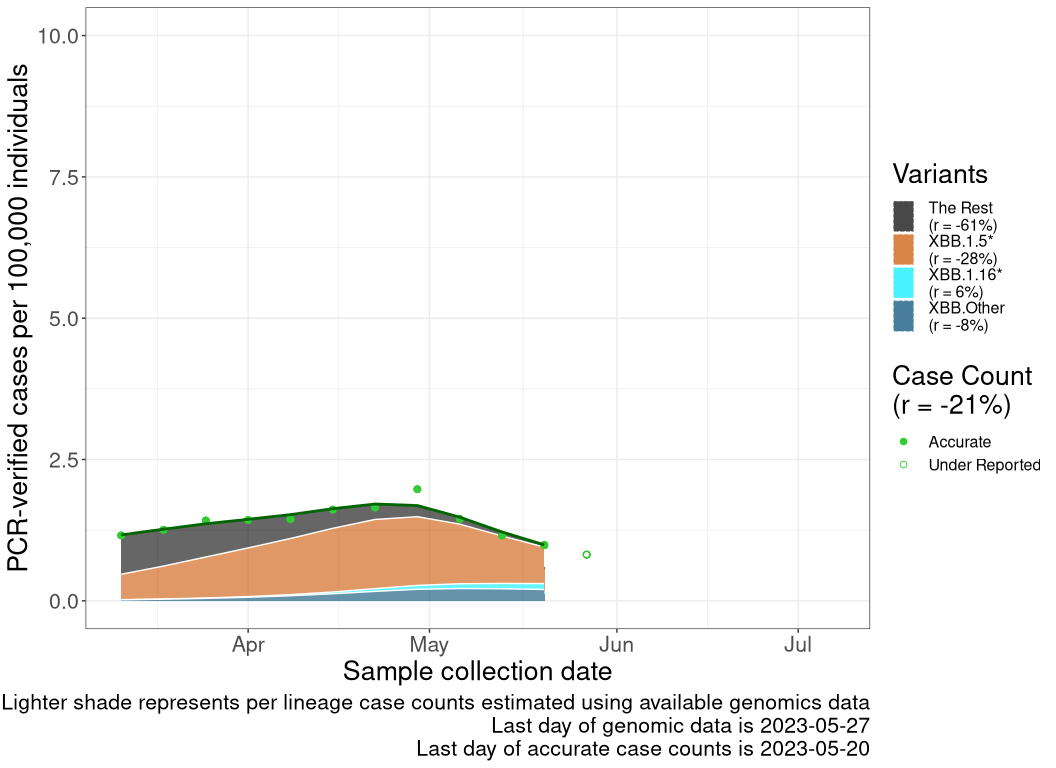 10.0
7.5
5.0
2.5
0.0
PCR-verified cases per 100,000 individuals
Apr
May
Jun
Jul
Sample collection date
Variants
The Rest
(r = -61%)
XBB.1.5*
(r = -28%)
XBB.1.16*
(r = 6%)
XBB.Other
(r = -8%)
Case Count
(r = -21%)
Accurate
Under Reported
Lighter shade represents per lineage case counts estimated using available genomics data
Last day of genomic data is 2023-05-27
Last day of accurate case counts is 2023-05-20